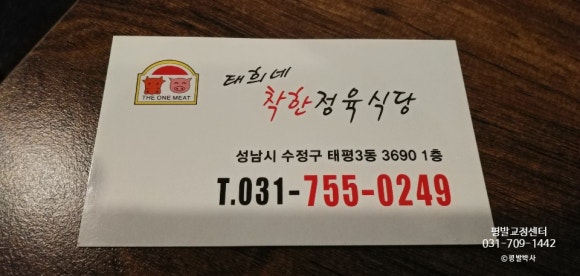 태희네
착한정육식당
THE ONE MEAT
성남시 수정구 태평3동 3690 1층
T.031-755-0249
평발교정센터
031-709-1442
©평발박사